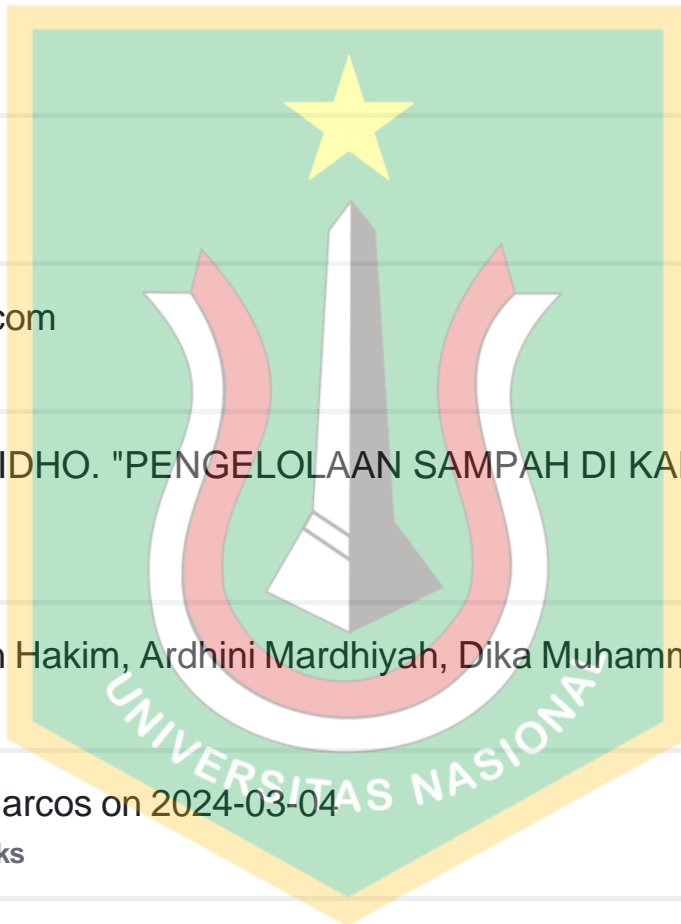 com
IDHO. "PENGELOLAAN SAMPAH DI KA
Hakim, Ardhini Mardhiyah, Dika Muhamm
arcos on 2024-03-04
ks
UNIVERSITAS NASIONAL